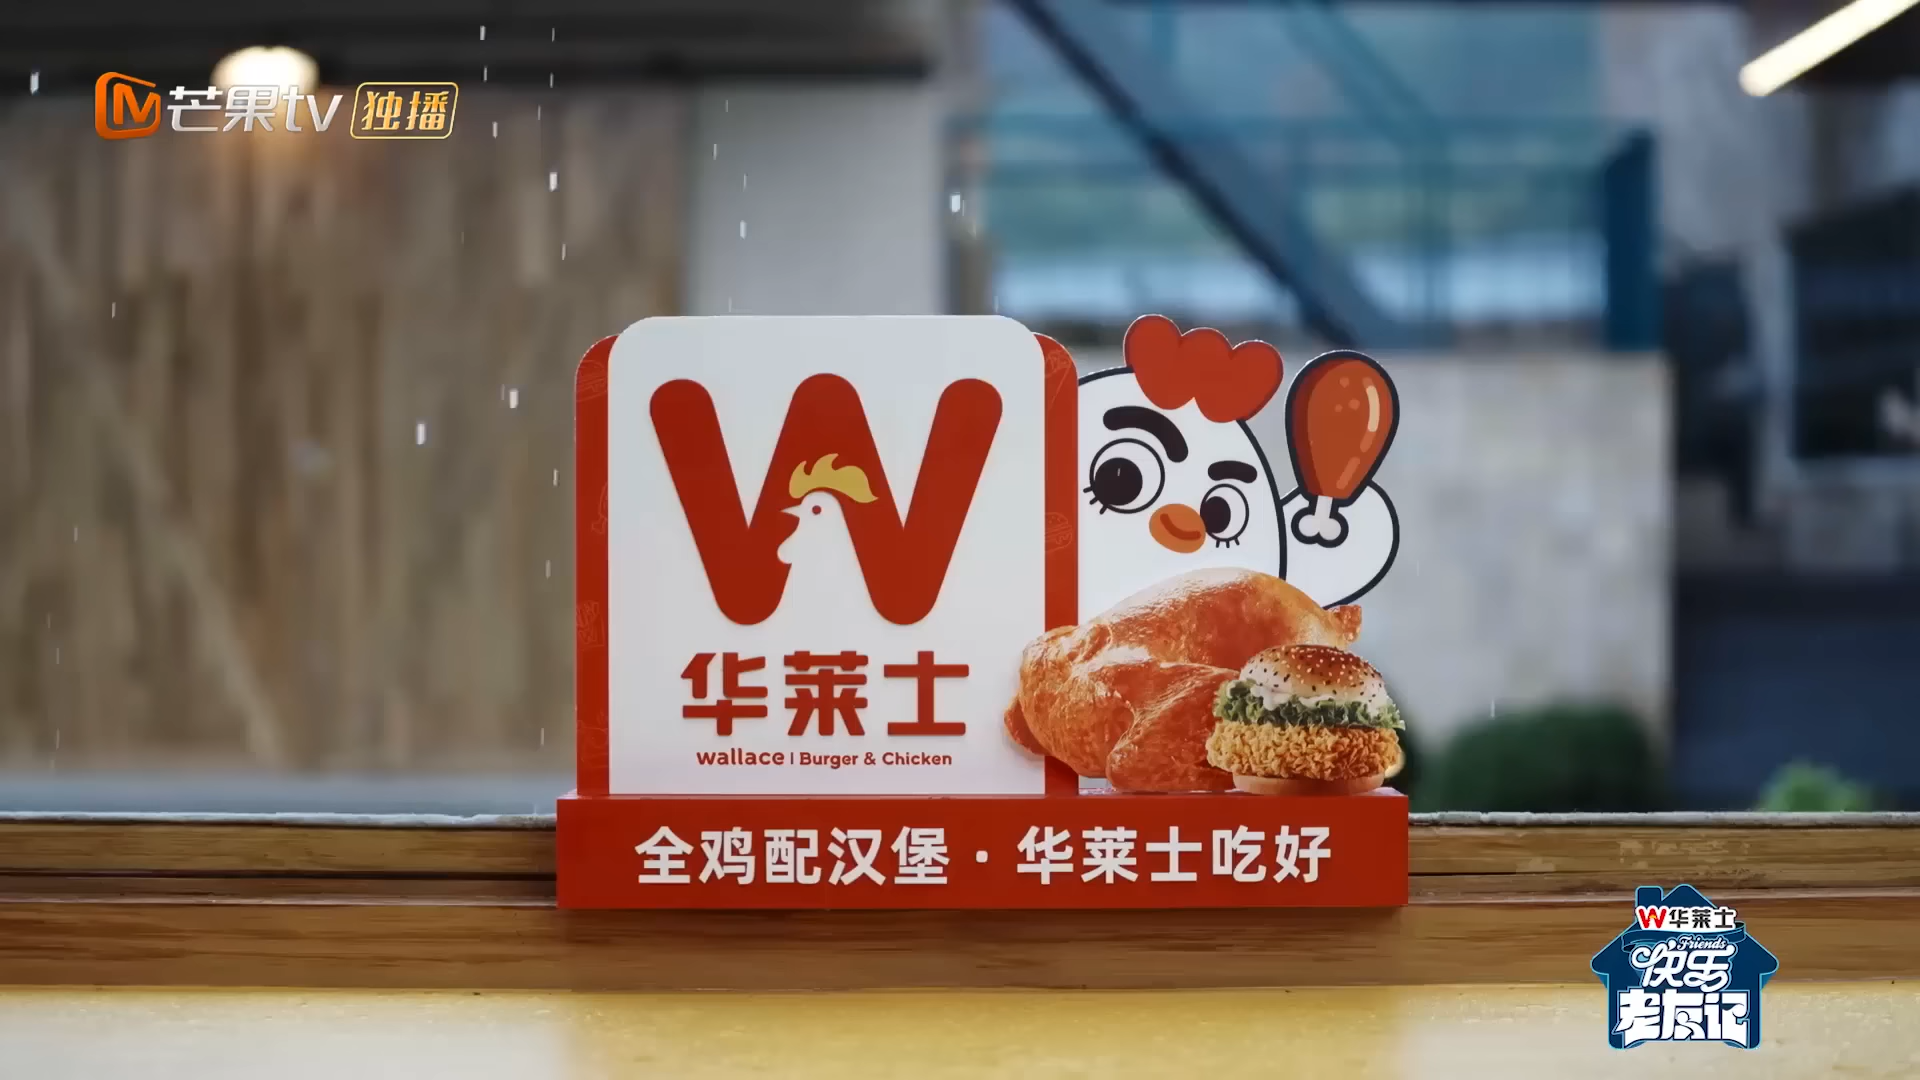 芒果tv 独播
W
华莱士
wallace | Burger & Chicken
全鸡配汉堡·华莱士吃好
W华莱士
Friends
快乐
老友记